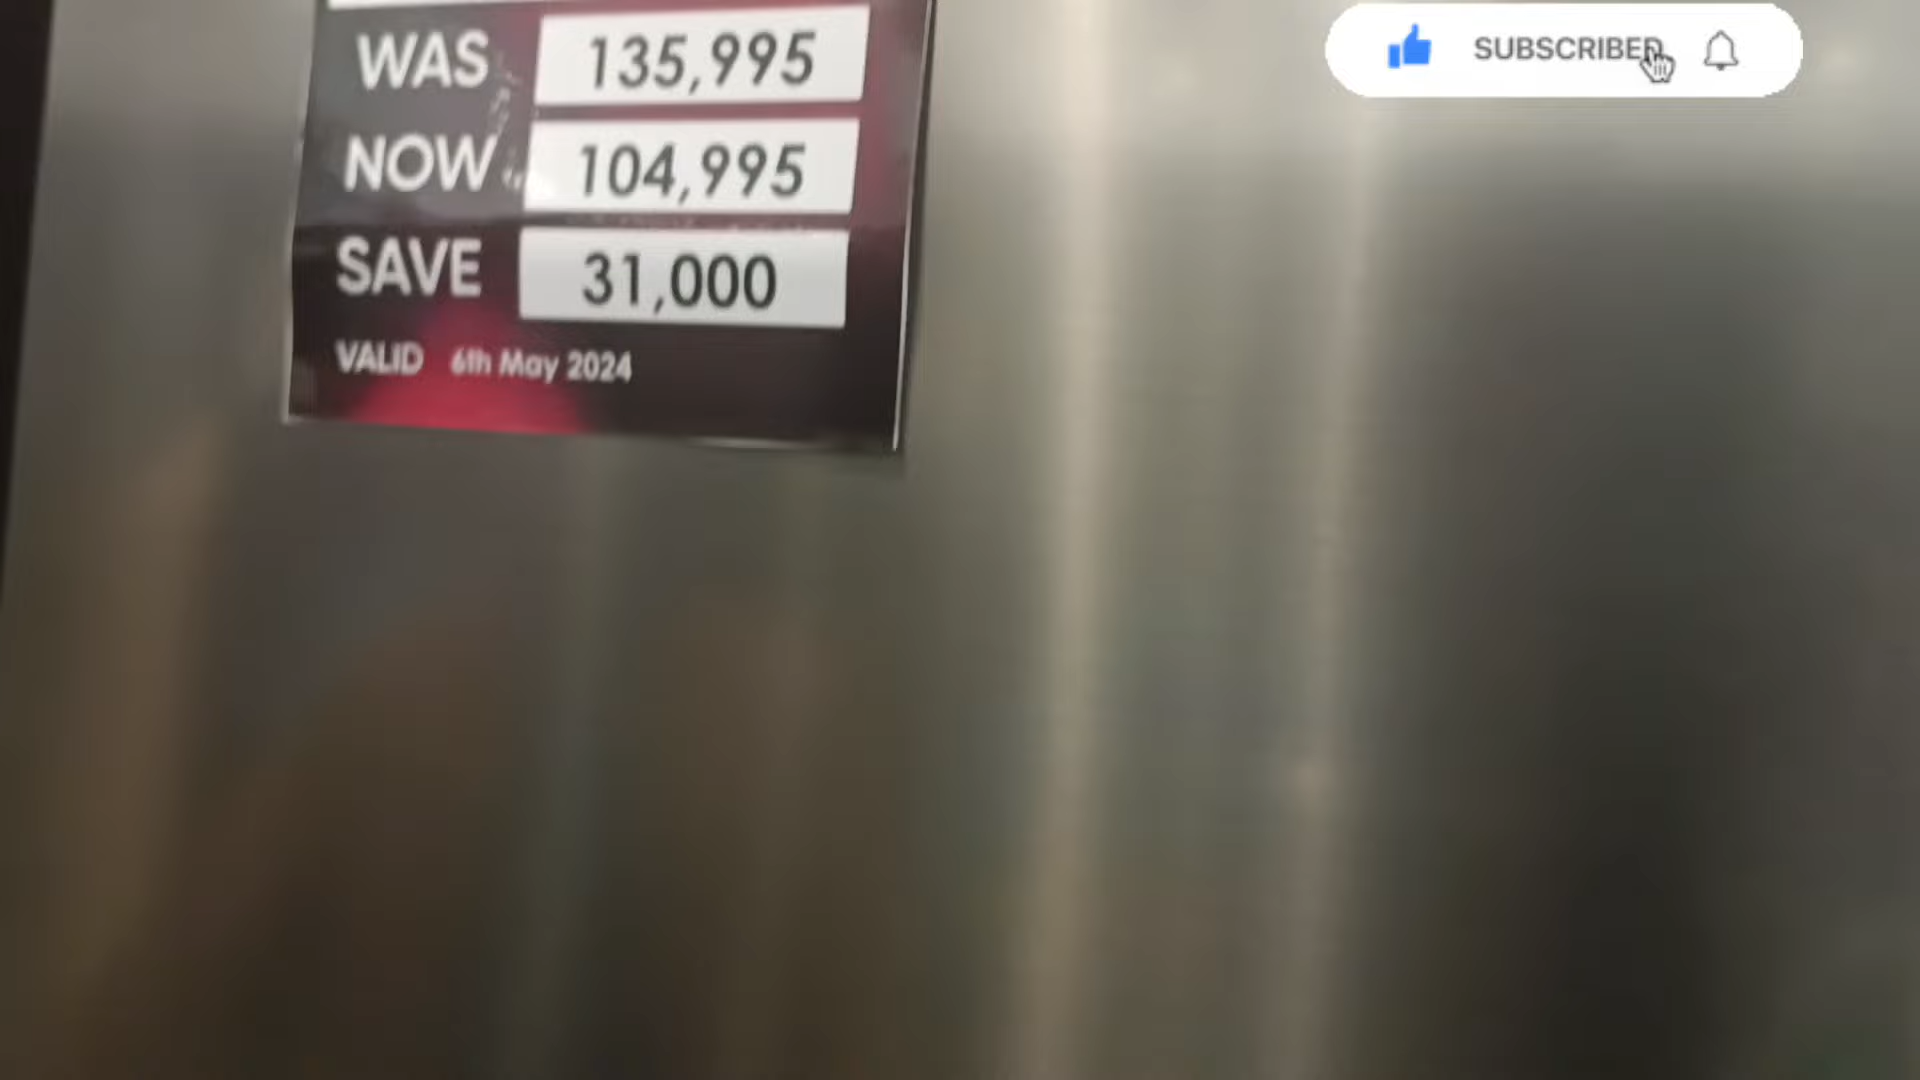 WAS 135,995
NOW 104,995
SAVE 31,000
VALID 6th May 2024
SUBSCRIBED